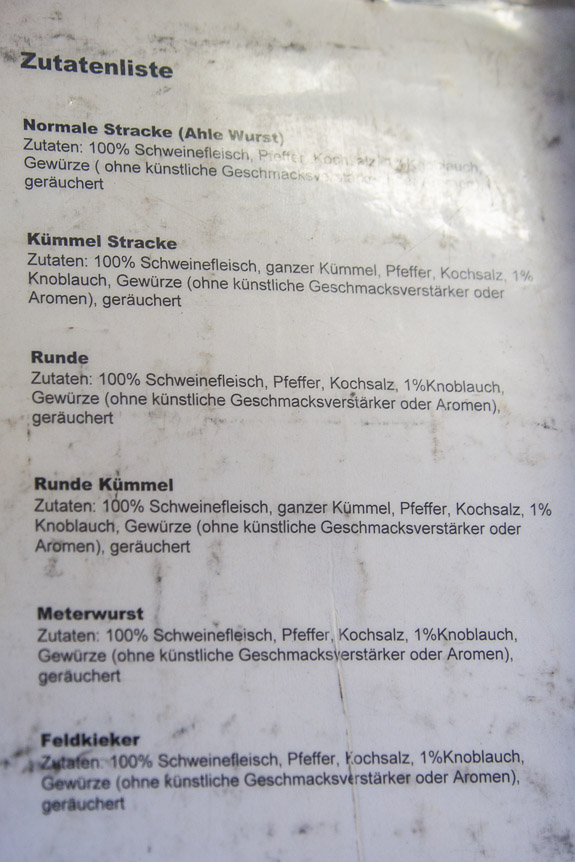 Zutatenliste
Normale Stracke (Ahle Wurst)
Zutaten: 100% Schweinefleisch,
Gewürze ( ohne künstliche
geräuchert
Kümmel Stracke
Zutaten: 100% Schweinefleisch, ganzer Kümmel, Pfeffer, Kochsalz, 1%
Knoblauch, Gewürze (ohne künstliche Geschmacksverstärker oder
Aromen), geräuchert
Runde
Zutaten: 100% Schweinefleisch, Pfeffer, Kochsalz, 1%Knoblauch,
Gewürze (ohne künstliche Geschmacksverstärker oder Aromen),
geräuchert
Runde Kümmel
Zutaten: 100% Schweinefleisch, ganzer Kümmel, Pfeffer, Kochsalz, 1%
Knoblauch, Gewürze (ohne künstliche Geschmacksverstärker oder
Aromen), geräuchert
Meterwurst
Zutaten: 100% Schweinefleisch, Pfeffer, Kochsalz, 1%Knoblauch,
Gewürze (ohne künstliche Geschmacksverstärker oder Aromen),
geräuchert
Feldkieker
Zutaten: 100% Schweinefleisch, Pfeffer, Kochsalz, 1%Knoblauch,
Gewürze (ohne künstliche Geschmacksverstärker oder Aromen),
geräuchert